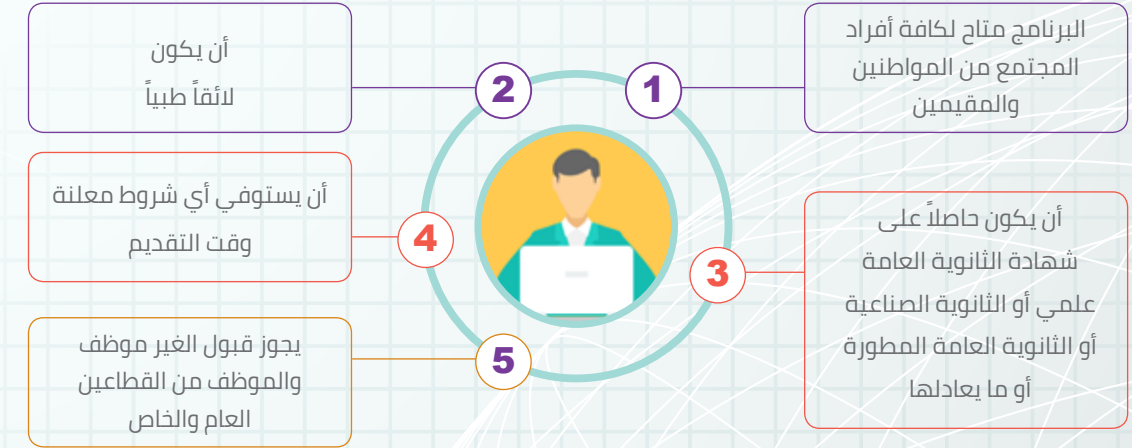 1
البرنامج متاح لكافة أفراد
المجتمع من المواطنين
والمقيمين
2
أن يكون
لائقاً طبياً
3
أن يكون حاصلاً على
شهادة الثانوية العامة
علمي أو الثانوية الصناعية
أو الثانوية العامة المطورة
أو ما يعادلها
4
أن يستوفي أي شروط معلنة
وقت التقديم
5
يجوز قبول الغير موظف
والموظف من القطاعين
العام والخاص